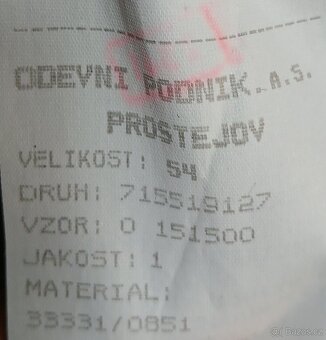 ODEVNI PODNIK.A.S.
PROSTEJOV
VELIKOST: 54
DRUH: 715519127
VZOR: 0 151500
JAKOST: 1
MATERIAL:
33331/0851